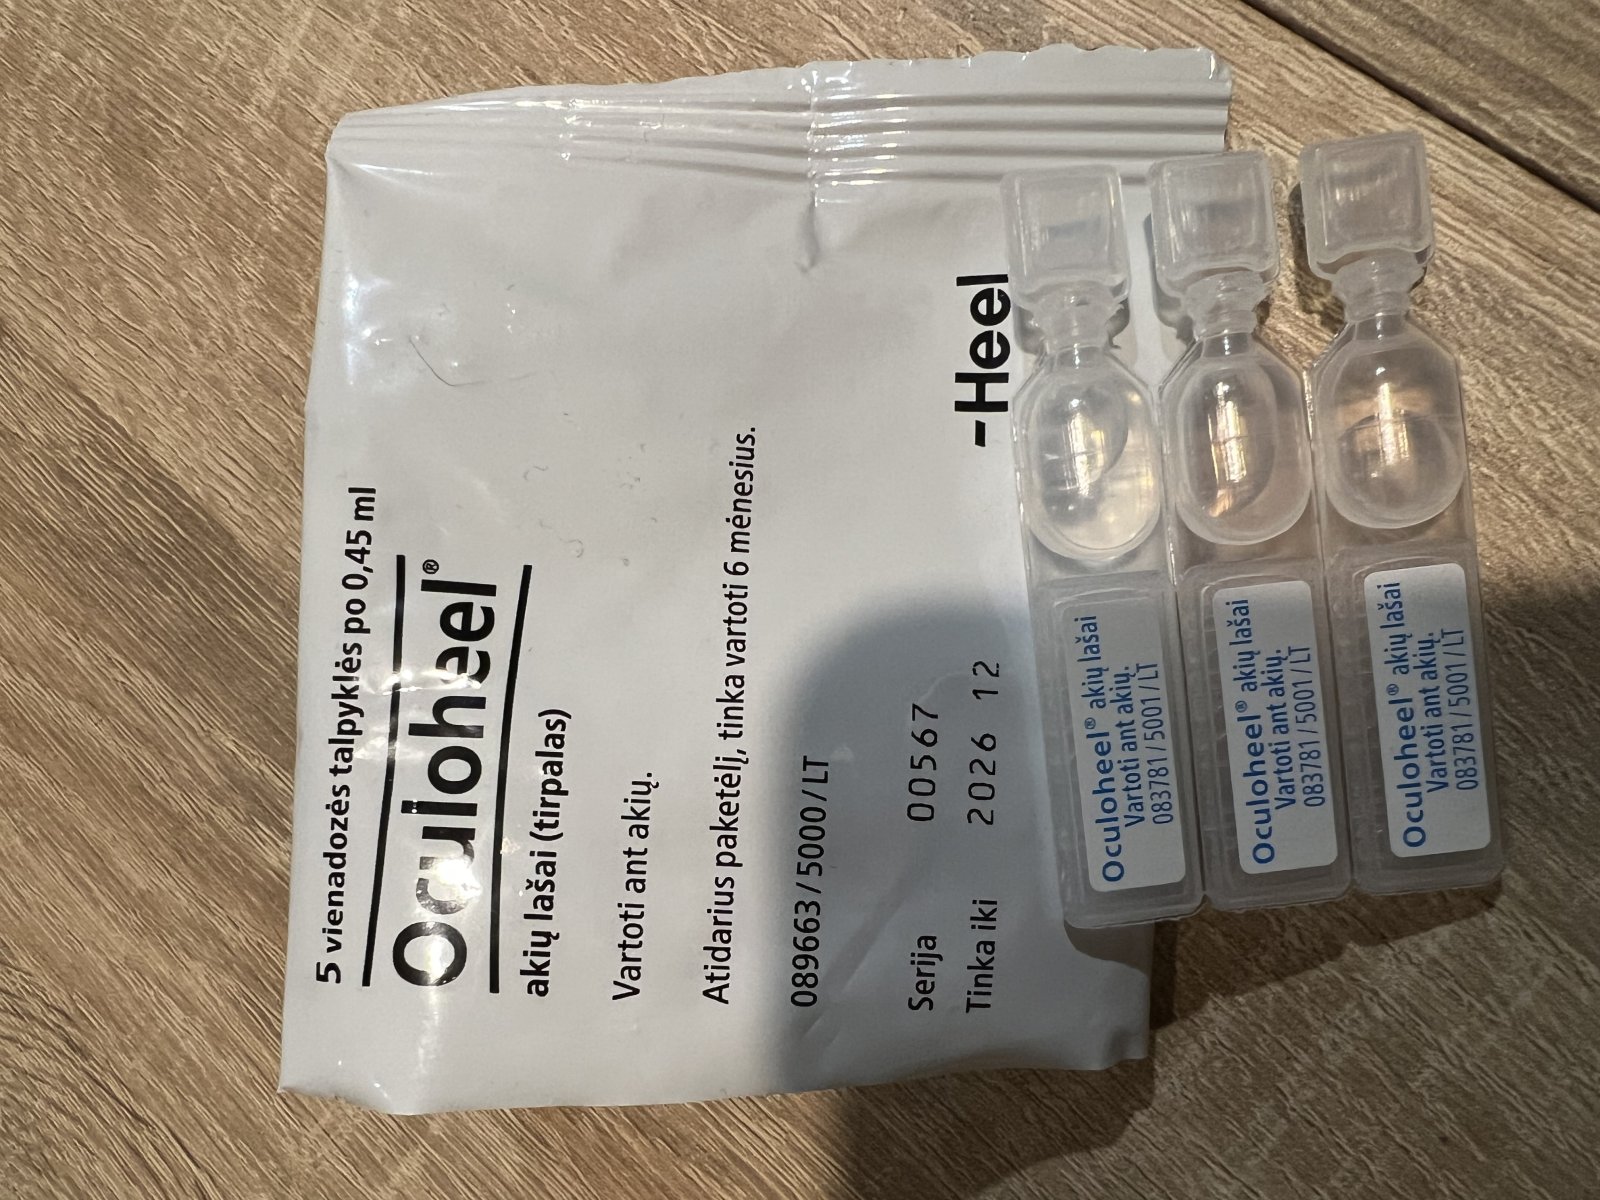 5 vienadozės talpyklės po 0,45 ml
Oculoheel®
akių lašai (tirpalas)
Vartoti ant akių.
Atidarius paketėlį, tinka vartoti 6 mėnesius.
089663/5000/LT
Serija 00567
Tinka iki 2026 12
-Heel
Oculoheel® akių lašai
Vartoti ant akių.
083781/5001/LT
Oculoheel® akių lašai
Vartoti ant akių.
083781/5001/LT
Oculoheel® akių lašai
Vartoti ant akių.
083781/5001/LT